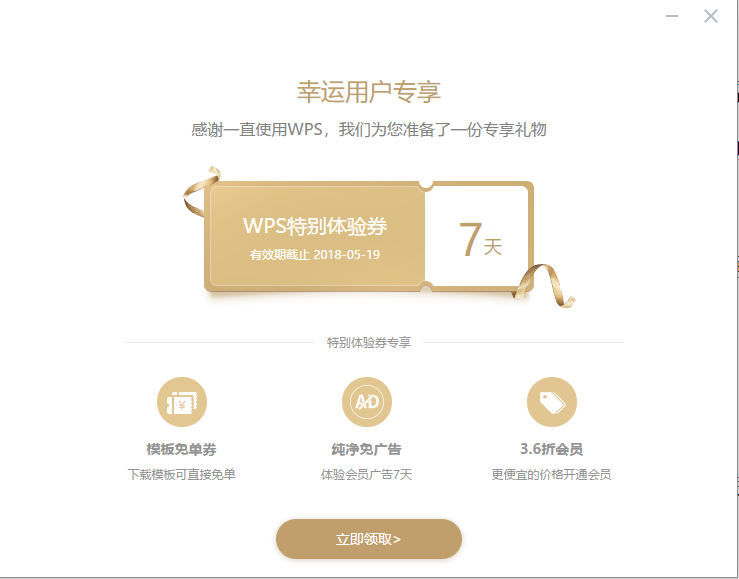 幸运用户专享
感谢一直使用WPS，我们为您准备了一份专享礼物
WPS特别体验券
有效期截止 2018-05-19
7天
特别体验券专享
¥
AD
模板免单券
纯净免广告
3.6折会员
下载模板可直接免单
体验会员广告7天
更便宜的价格开通会员
立即领取>